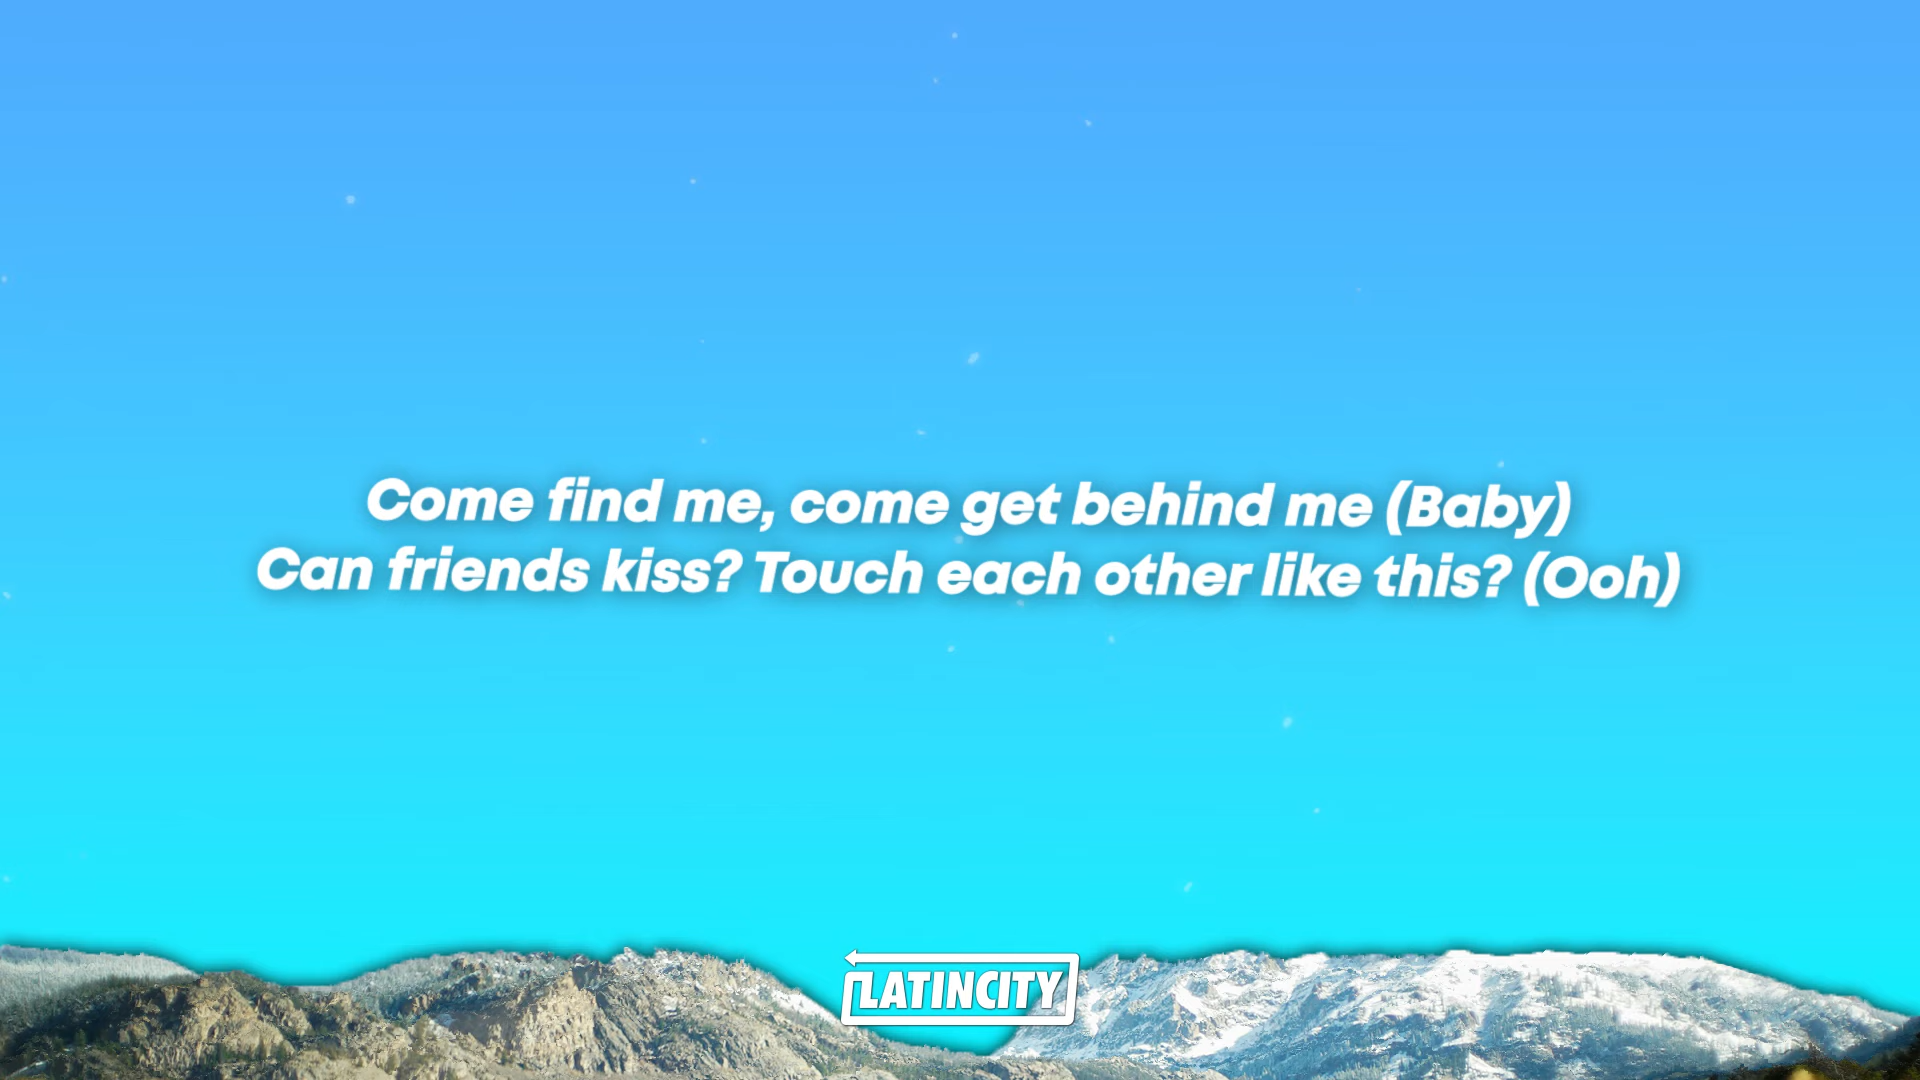 Come find me, come get behind me (Baby)
Can friends kiss? Touch each other like this? (Ooh)
LATINCITY